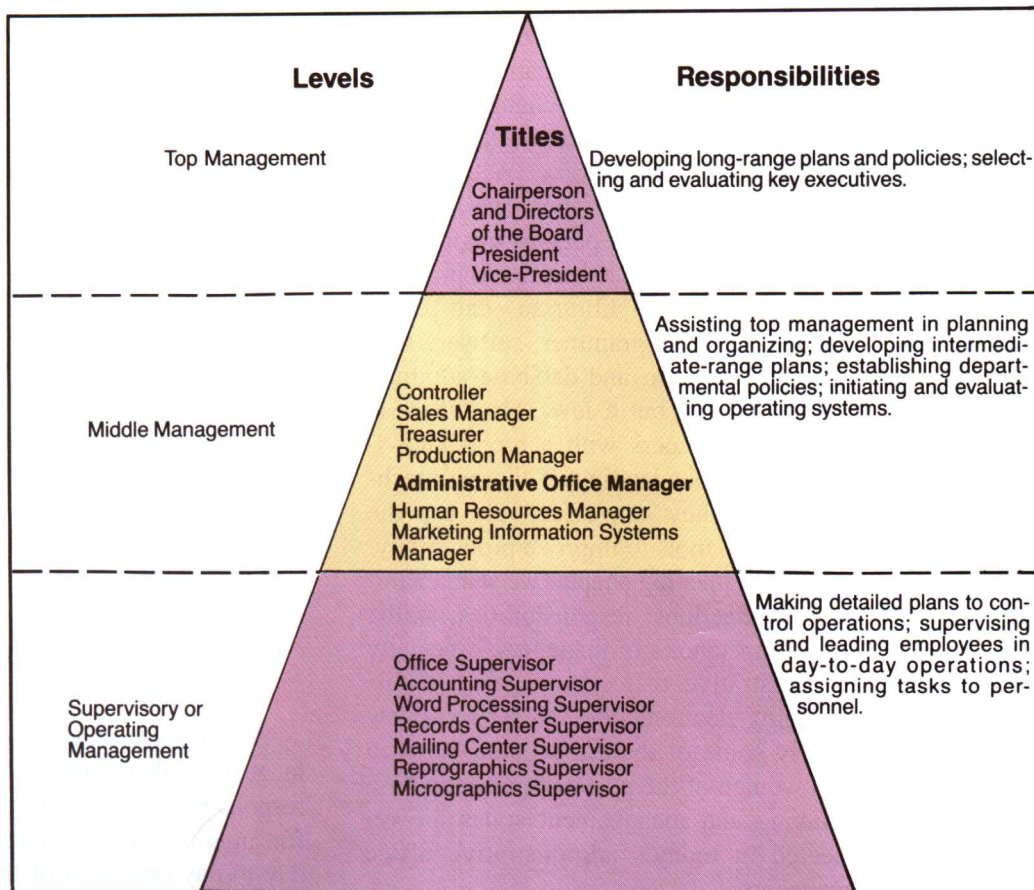 Levels
Titles
Responsibilities
Top Management
Chairperson
and Directors
of the Board
President
Vice-President
Developing long-range plans and policies; select-
ing and evaluating key executives.
Middle Management
Controller
Sales Manager
Treasurer
Production Manager
Administrative Office Manager
Human Resources Manager
Marketing Information Systems
Manager
Assisting top management in planning
and organizing; developing intermedi-
ate-range plans; establishing depart-
mental policies; initiating and evaluat-
ing operating systems.
Supervisory or
Operating
Management
Office Supervisor
Accounting Supervisor
Word Processing Supervisor
Records Center Supervisor
Mailing Center Supervisor
Reprographics Supervisor
Micrographics Supervisor
Making detailed plans to con-
trol operations; supervising
and leading employees in
day-to-day operations;
assigning tasks to per-
sonnel.